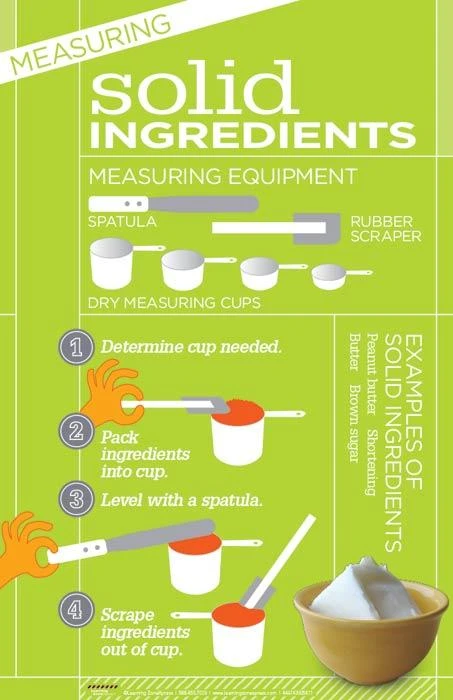 MEASURING
solid
INGREDIENTS
MEASURING EQUIPMENT
SPATULA
RUBBER
SCRAPER
DRY MEASURING CUPS
1 Determine cup needed.
2 Pack
ingredients
into cup.
3 Level with a spatula.
4 Scrape
ingredients
out of cup.
EXAMPLES OF
SOLID INGREDIENTS
Peanut butter Shortening
Butter Brown sugar